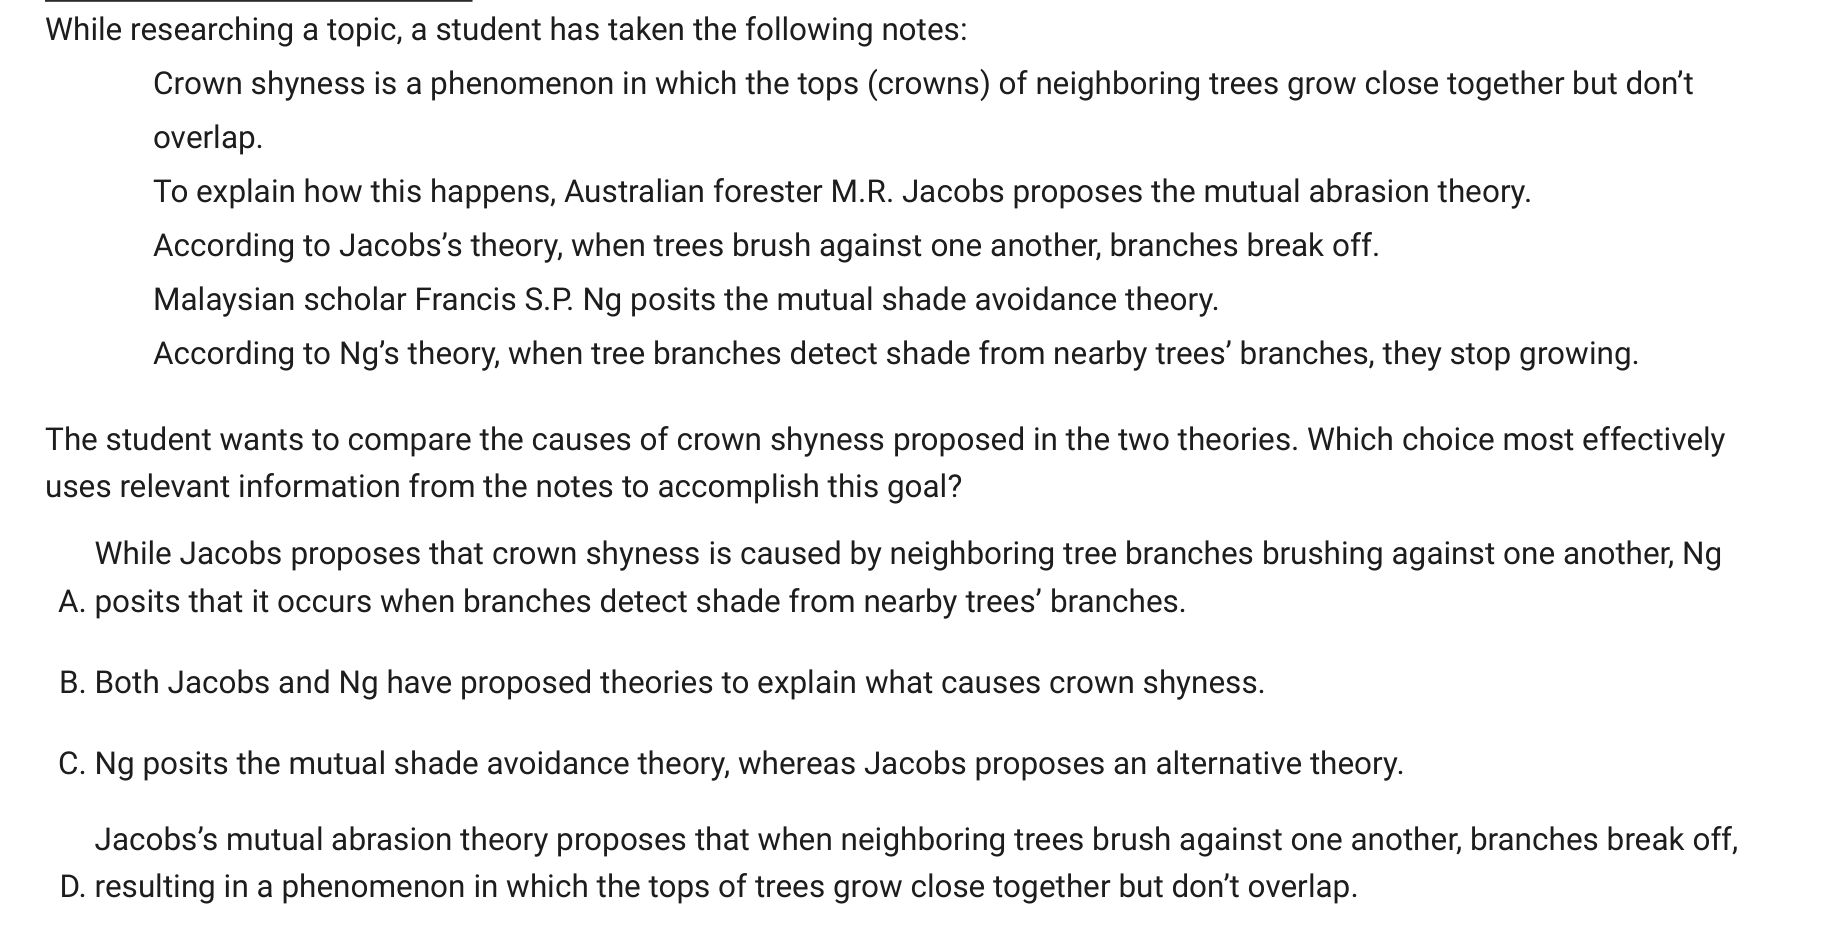 While researching a topic, a student has taken the following notes:
Crown shyness is a phenomenon in which the tops (crowns) of neighboring trees grow close together but don’t
overlap.
To explain how this happens, Australian forester M.R. Jacobs proposes the mutual abrasion theory.
According to Jacobs’s theory, when trees brush against one another, branches break off.
Malaysian scholar Francis S.P. Ng posits the mutual shade avoidance theory.
According to Ng’s theory, when tree branches detect shade from nearby trees’ branches, they stop growing.
The student wants to compare the causes of crown shyness proposed in the two theories. Which choice most effectively
uses relevant information from the notes to accomplish this goal?
While Jacobs proposes that crown shyness is caused by neighboring tree branches brushing against one another, Ng
A. posits that it occurs when branches detect shade from nearby trees’ branches.
B. Both Jacobs and Ng have proposed theories to explain what causes crown shyness.
C. Ng posits the mutual shade avoidance theory, whereas Jacobs proposes an alternative theory.
Jacobs’s mutual abrasion theory proposes that when neighboring trees brush against one another, branches break off,
D. resulting in a phenomenon in which the tops of trees grow close together but don’t overlap.